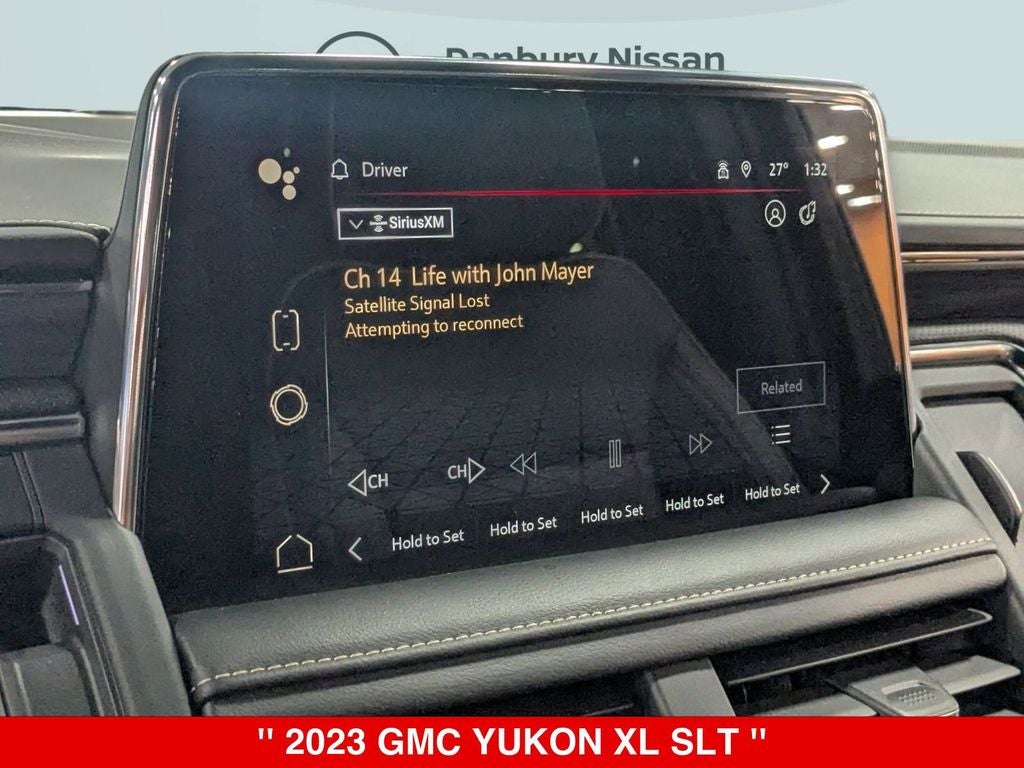 Danbury Nissan
Driver 27° 1:32
SiriusXM
Ch 14 Life with John Mayer
Satellite Signal Lost
Attempting to reconnect
Related
CH CH
Hold to Set Hold to Set Hold to Set Hold to Set Hold to Set
" 2023 GMC YUKON XL SLT "